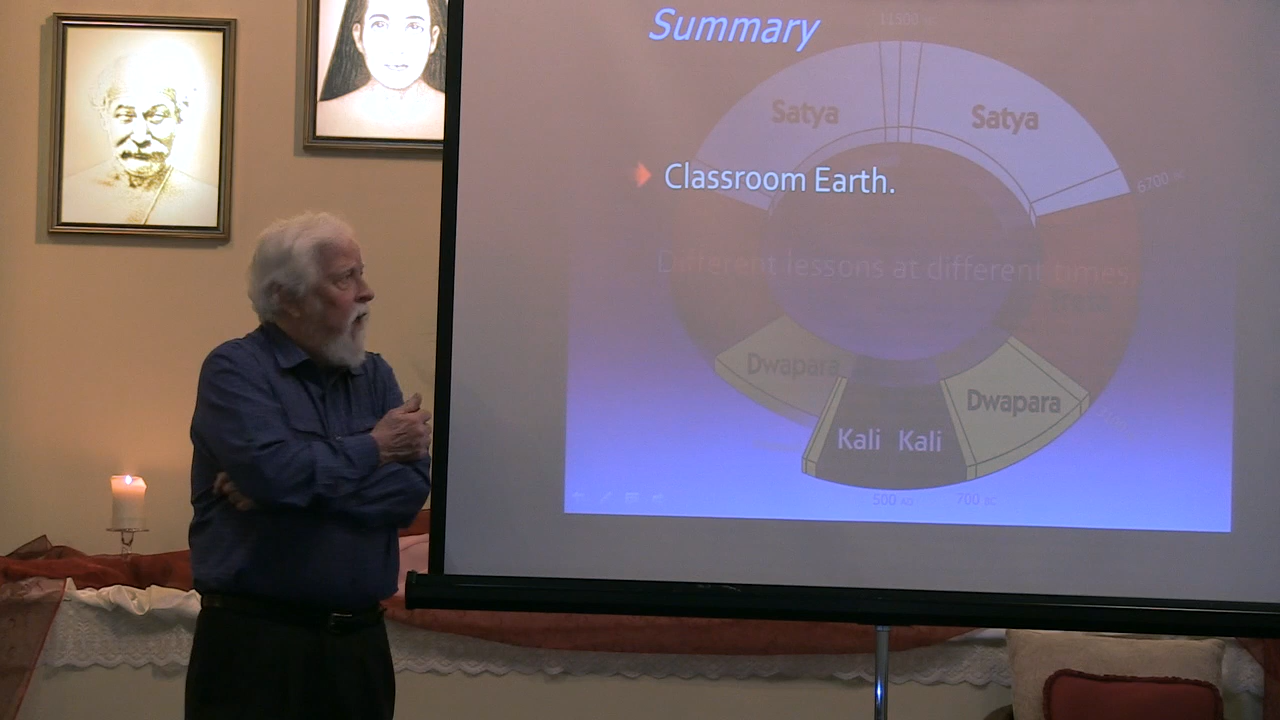 Summary
11500
Satya
Satya
6700 BC
Classroom Earth.
Different lessons at different times.
Dwapara
Dwapara
Kali Kali
500 AD
700 BC